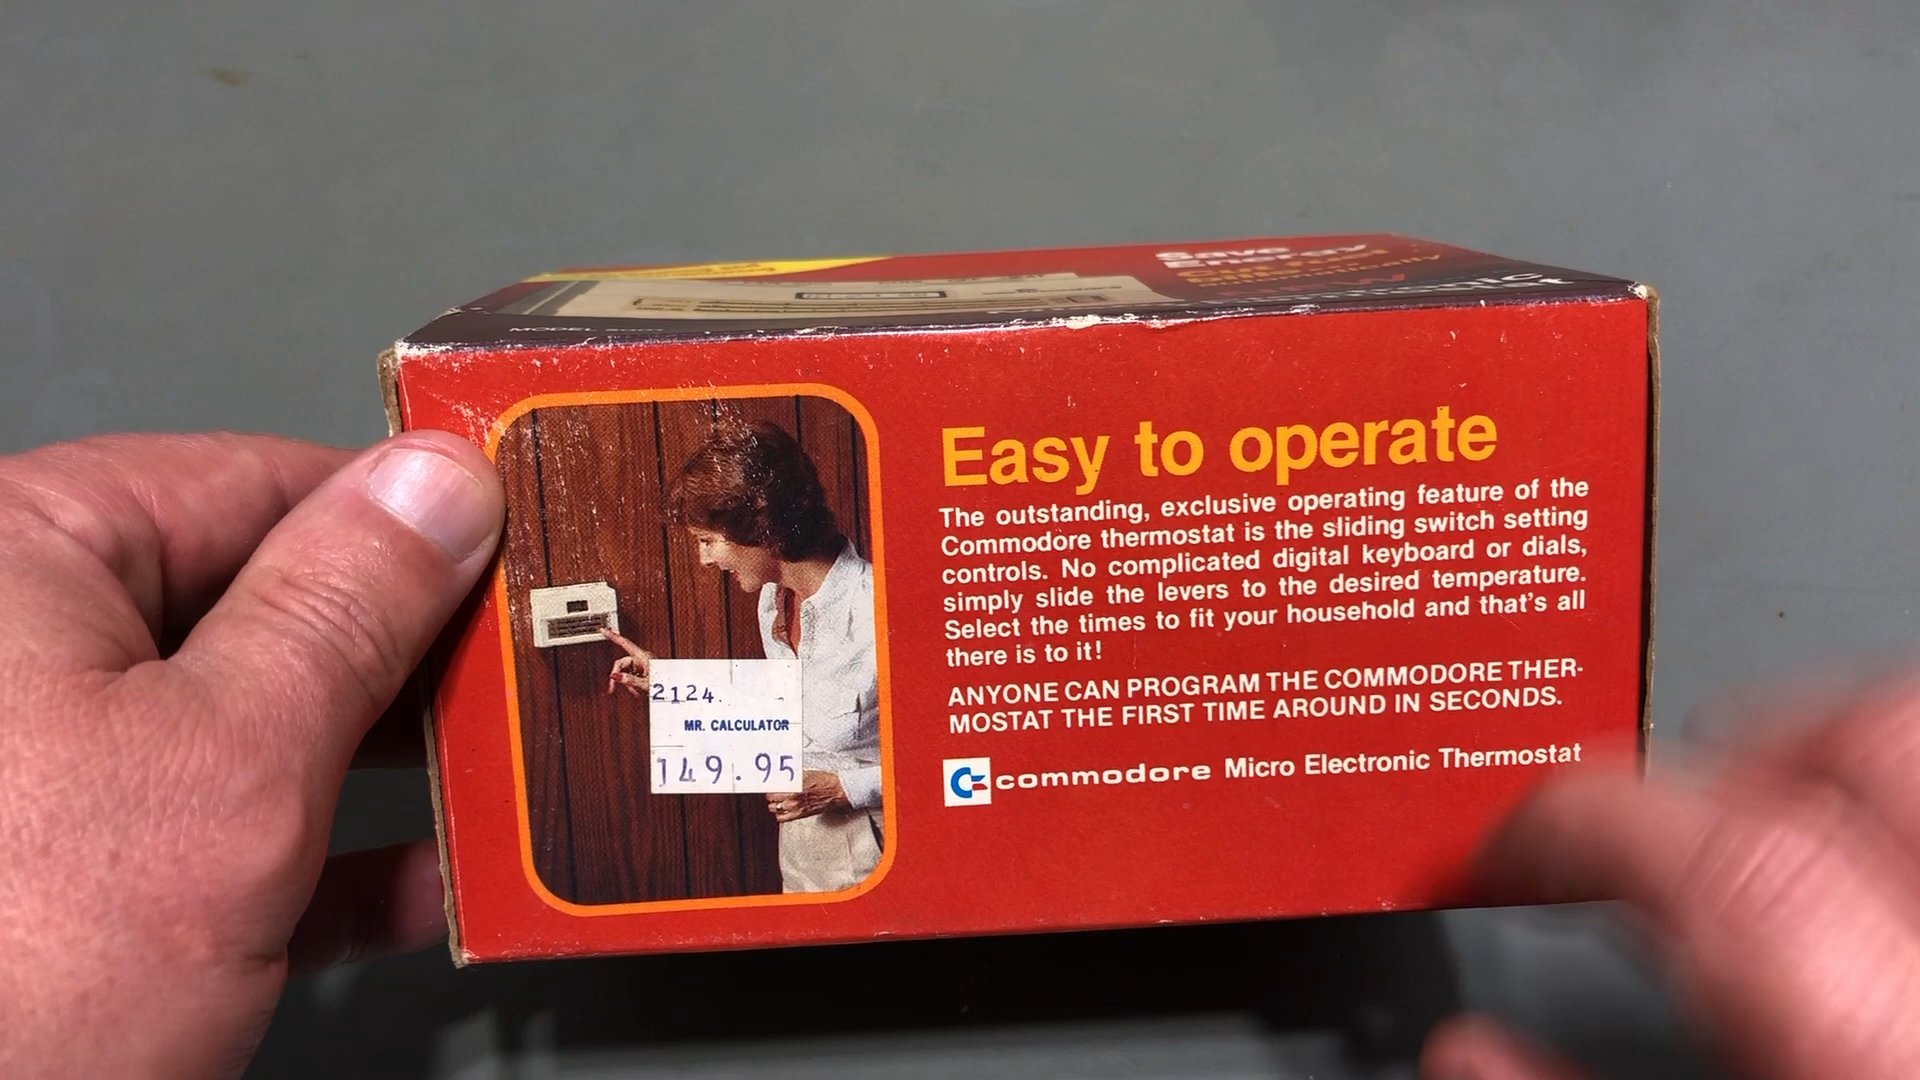 Save
Energy
MODEL
Easy to operate
The outstanding, exclusive operating feature of the
Commodore thermostat is the sliding switch setting
controls. No complicated digital keyboard or dials,
simply slide the levers to the desired temperature.
Select the times to fit your household and that's all
there is to it!
ANYONE CAN PROGRAM THE COMMODORE THER-
MOSTAT THE FIRST TIME AROUND IN SECONDS.
commodore Micro Electronic Thermostat
2124.
MR. CALCULATOR
149.95